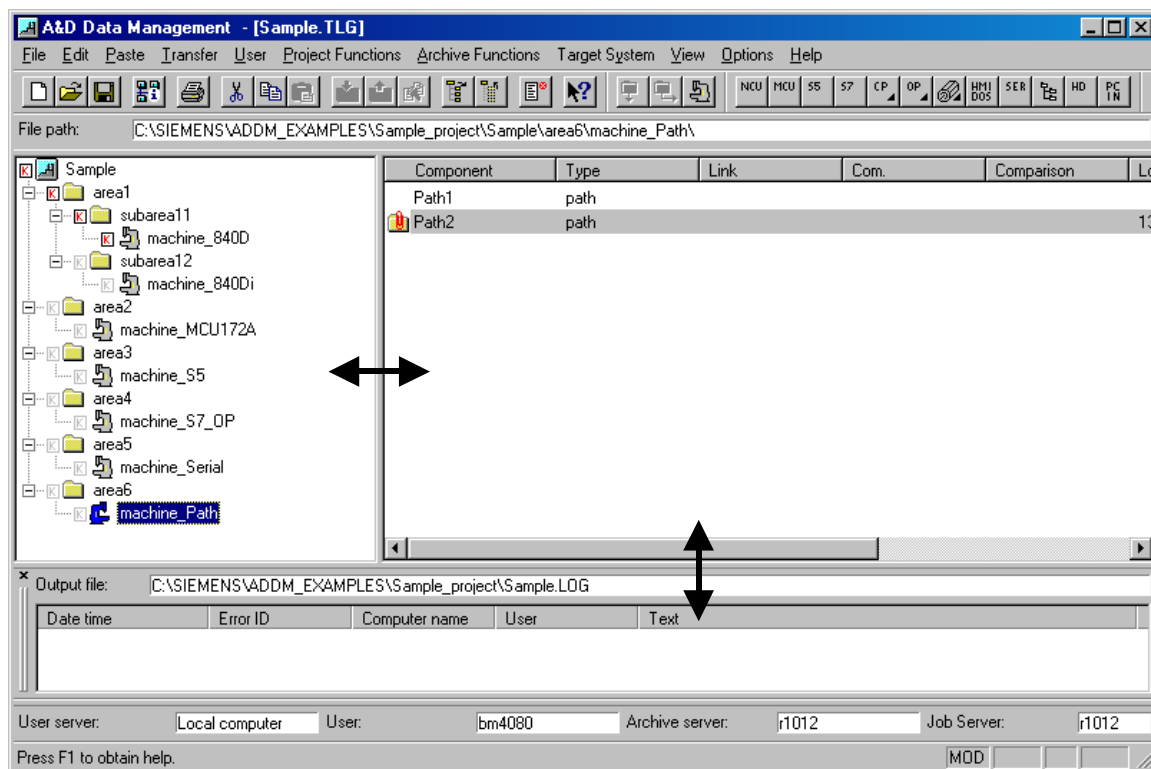 A&D Data Management - [Sample.TLG]
File Edit Paste Transfer User Project Functions Archive Functions Target System View Options Help
NCU MCU S5 S7 CP OP HMI DOS SER HD PC IN
File path: C:\SIEMENS\ADDM_EXAMPLES\Sample_project\Sample\area6\machine_Path\
K Sample
K area1
K subarea11
K machine_840D
K subarea12
K machine_840Di
K area2
K machine_MCU172A
K area3
K machine_S5
K area4
K machine_S7_OP
K area5
K machine_Serial
K area6
K machine_Path
Component Type Link Com. Comparison Lo
Path1 path
Path2 path 13
Output file: C:\SIEMENS\ADDM_EXAMPLES\Sample_project\Sample.LOG
Date time Error ID Computer name User Text
User server: Local computer User: bm4080 Archive server: r1012 Job Server: r1012
Press F1 to obtain help. MOD